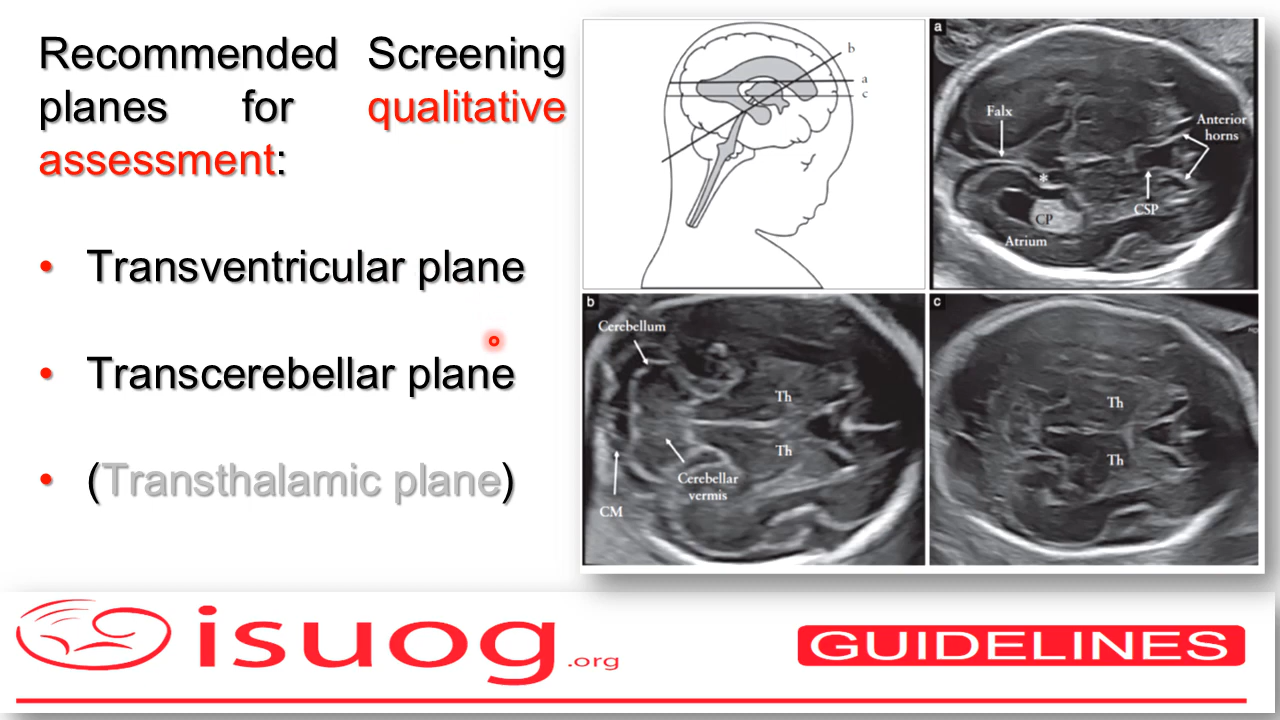 Recommended Screening
planes for qualitative
assessment:
• Transventricular plane
• Transcerebellar plane
• (Transthalamic plane)
b
a
c
a
Falx
Anterior
horns
*
CP
CSP
Atrium
b
Cerebellum
Th
Th
Cerebellar
vermis
CM
c
Th
Th
isuog.org
GUIDELINES